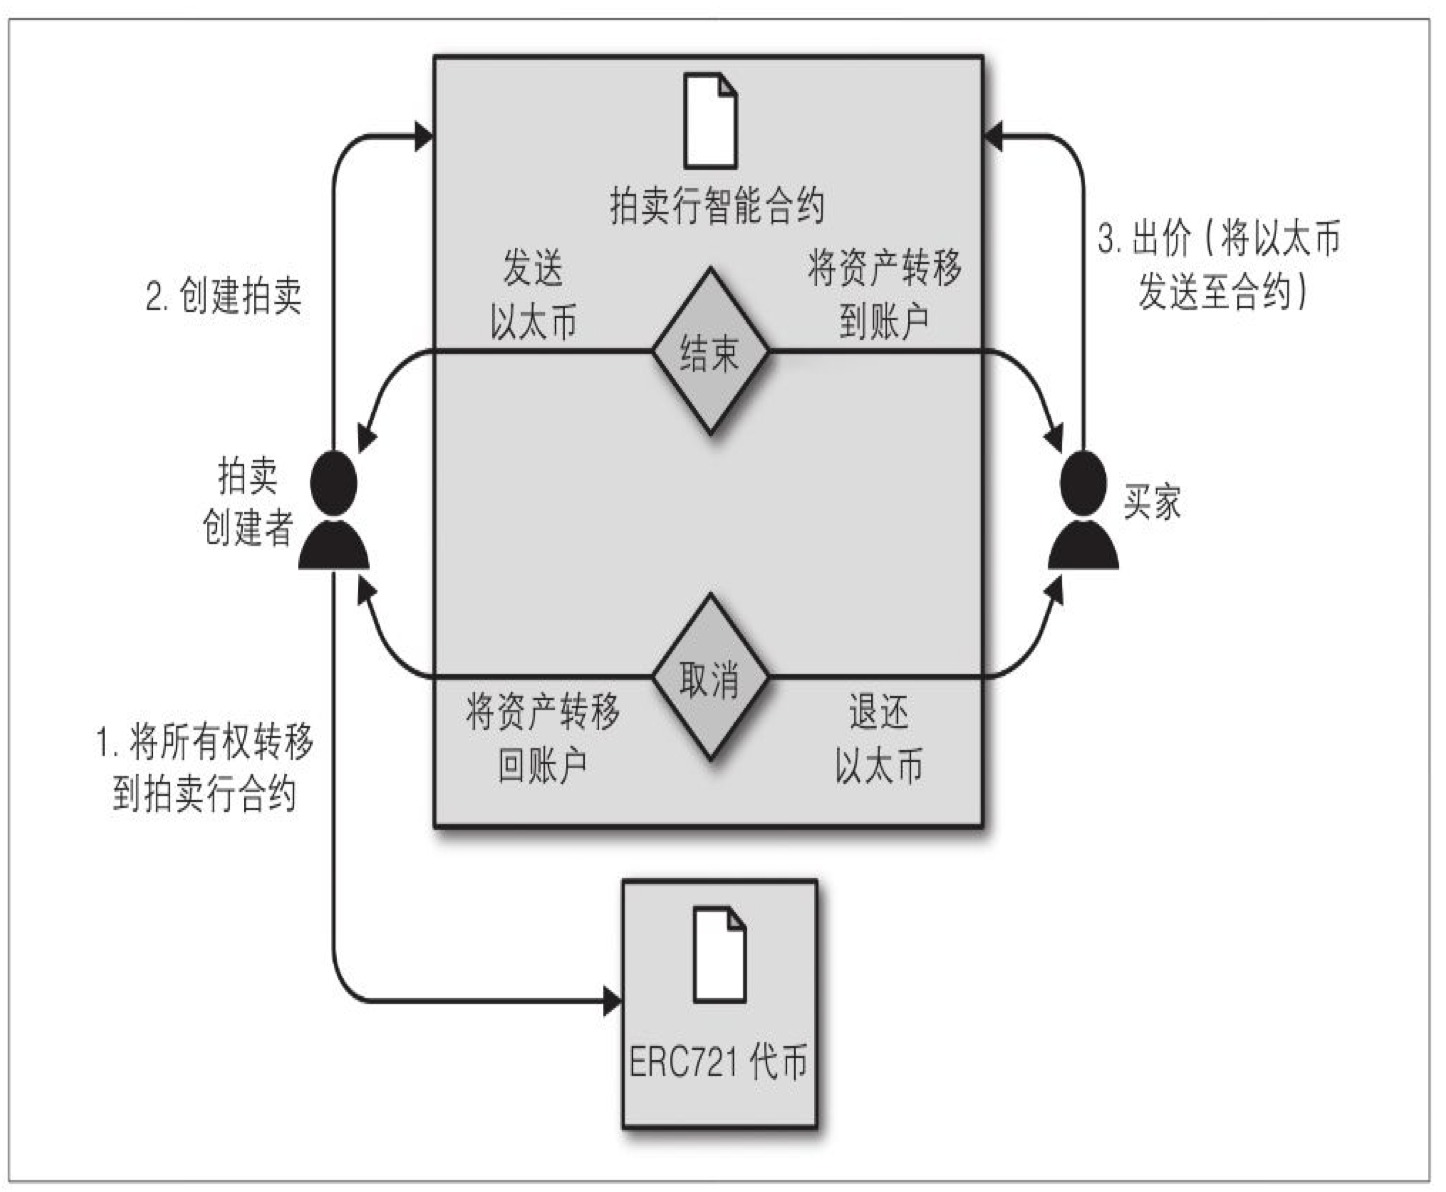 拍卖行智能合约
发送
以太币
将资产转移
到账户
3. 出价（将以太币
发送至合约）
2. 创建拍卖
结束
拍卖
创建者
买家
取消
将资产转移
回账户
退还
以太币
1. 将所有权转移
到拍卖行合约
ERC721 代币